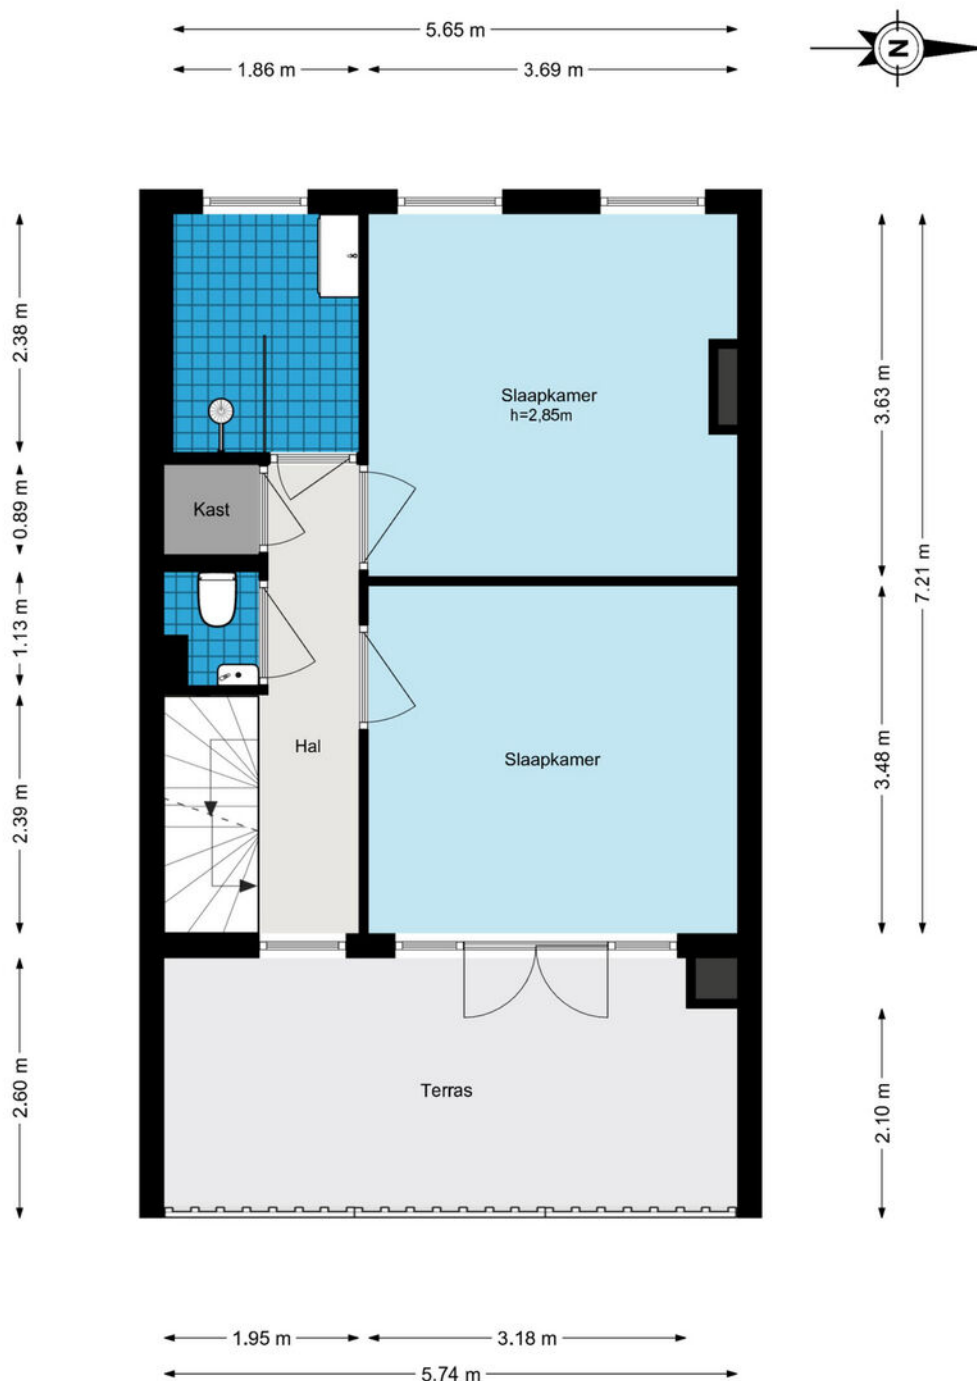 5.65 m
1.86 m
3.69 m
N
2.38 m
0.89 m
1.13 m
2.39 m
2.60 m
Slaapkamer
h=2,85m
Kast
Hal
Slaapkamer
Terras
3.63 m
7.21 m
3.48 m
2.10 m
1.95 m
3.18 m
5.74 m